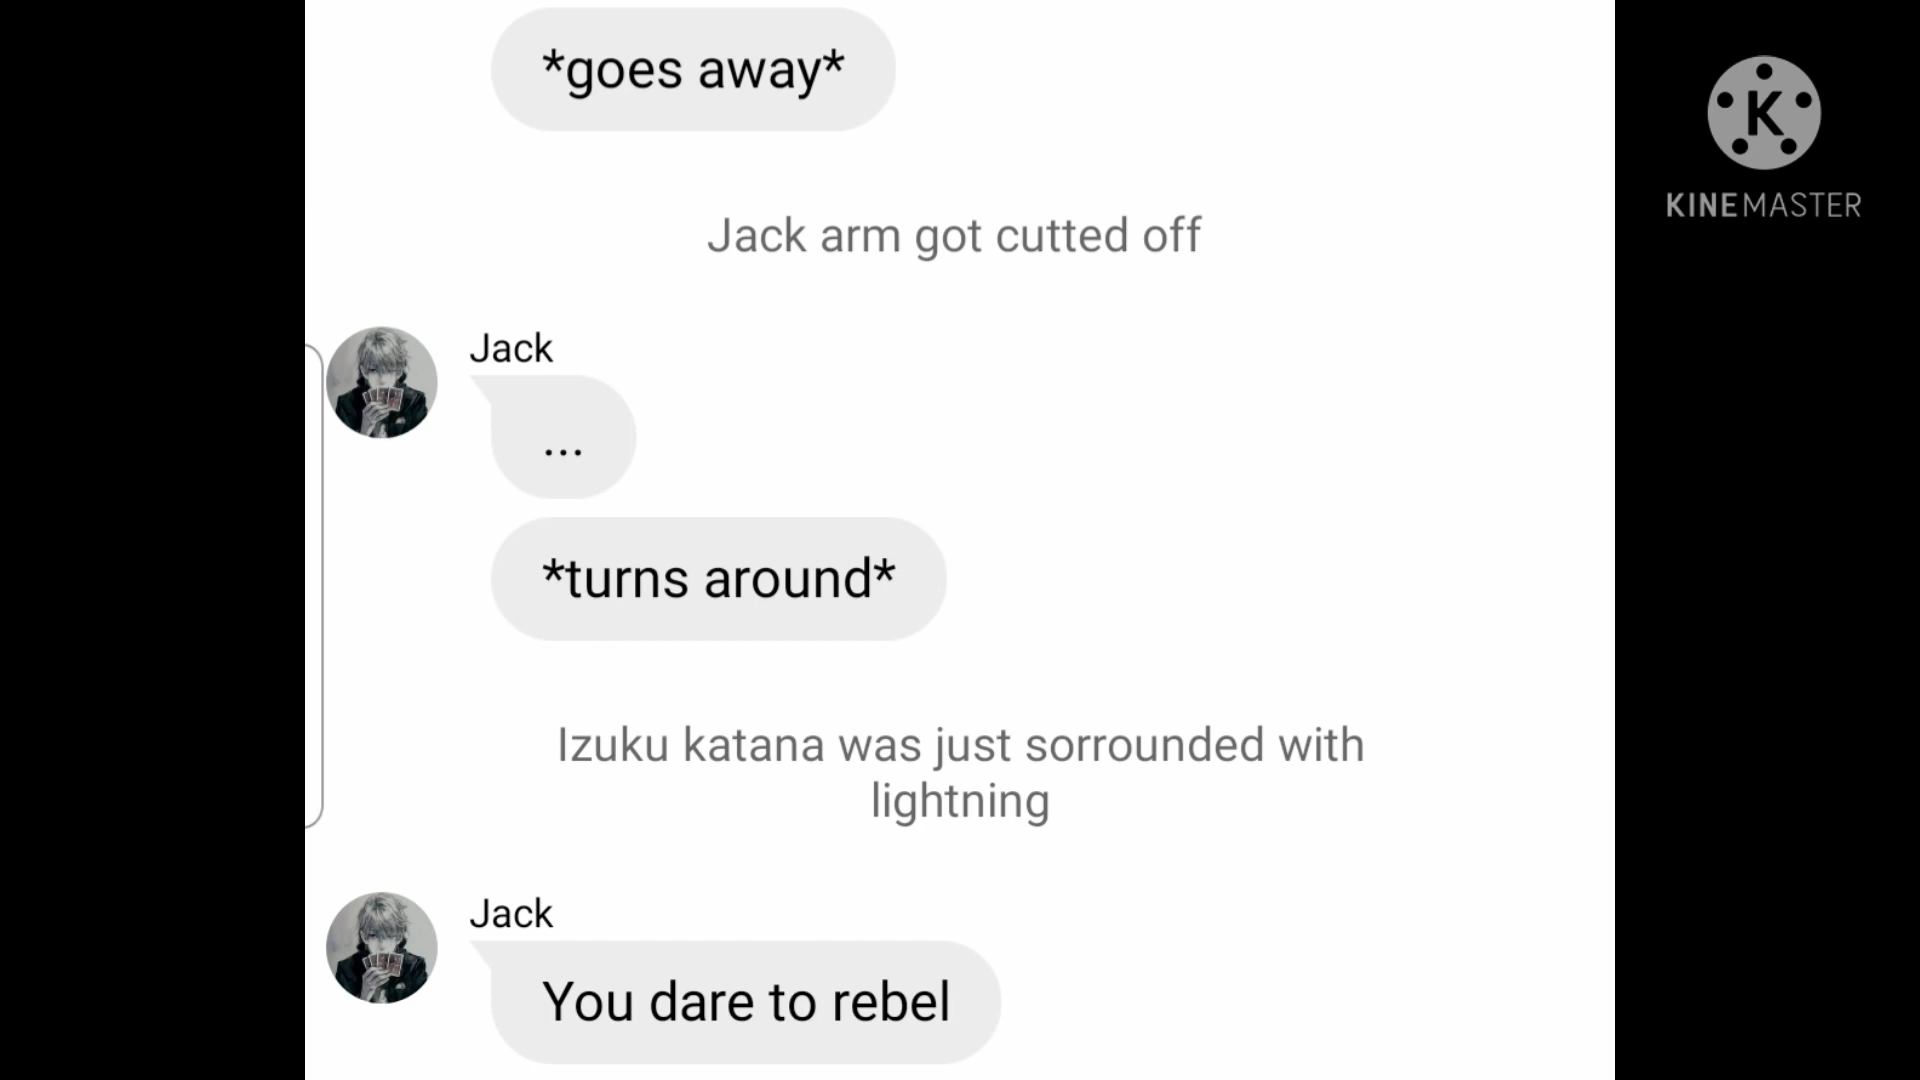 *goes away*
K
KINEMASTER
Jack arm got cutted off
Jack
...
*turns around*
Izuku katana was just sorrounded with
lightning
Jack
You dare to rebel